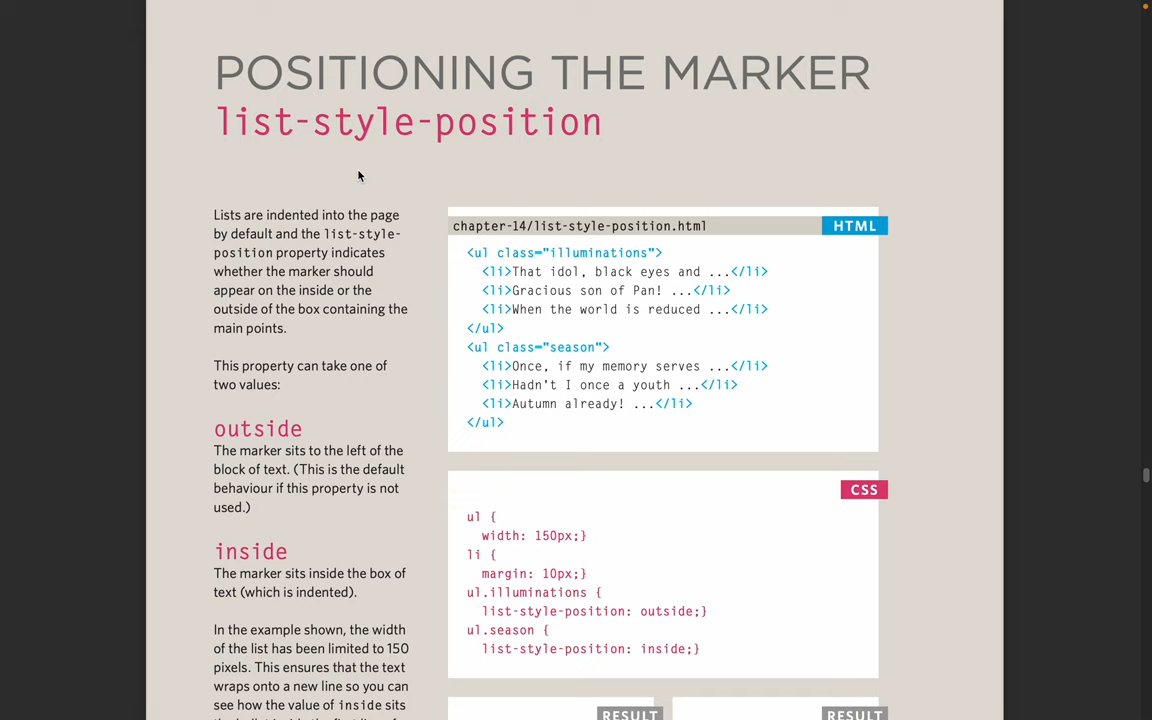 POSITIONING THE MARKER
list-style-position
Lists are indented into the page
by default and the list-style-
position property indicates
whether the marker should
appear on the inside or the
outside of the box containing the
main points.
This property can take one of
two values:
outside
The marker sits to the left of the
block of text. (This is the default
behaviour if this property is not
used.)
inside
The marker sits inside the box of
text (which is indented).
In the example shown, the width
of the list has been limited to 150
pixels. This ensures that the text
wraps onto a new line so you can
see how the value of inside sits
chapter-14/list-style-position.html
HTML
<ul class="illuminations">
<li>That idol, black eyes and ...</li>
<li>Gracious son of Pan! ...</li>
<li>When the world is reduced ...</li>
</ul>
<ul class="season">
<li>Once, if my memory serves ...</li>
<li>Hadn't I once a youth ...</li>
<li>Autumn already! ...</li>
</ul>
CSS
ul {
width: 150px;}
li {
margin: 10px;}
ul.illuminations {
list-style-position: outside;}
ul.season {
list-style-position: inside;}
RESULT
RESULT